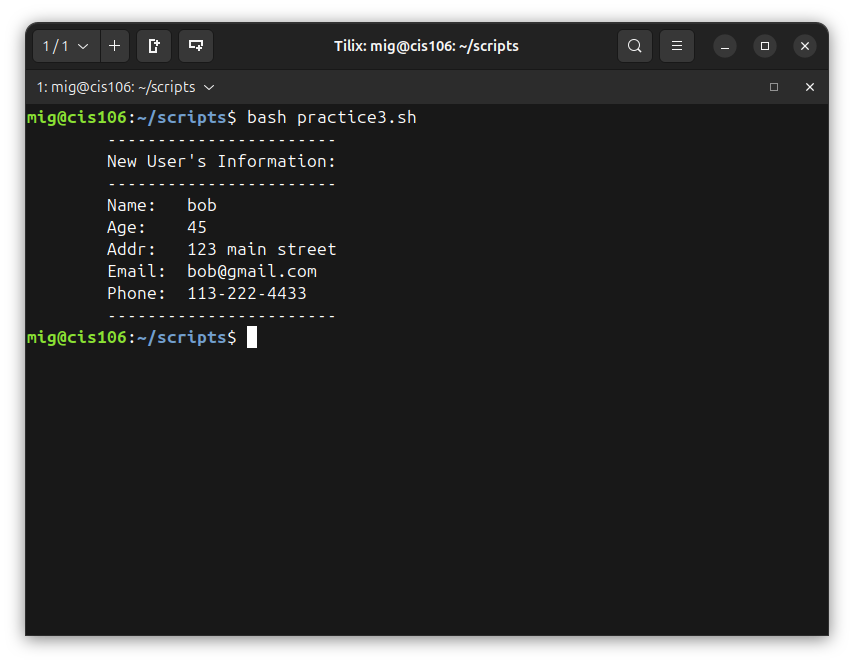 1 / 1
Tilix: mig@cis106: ~/scripts
1: mig@cis106: ~/scripts
mig@cis106:~/scripts$ bash practice3.sh
-----------------------
New User's Information:
-----------------------
Name: bob
Age: 45
Addr: 123 main street
Email: bob@gmail.com
Phone: 113-222-4433
-----------------------
mig@cis106:~/scripts$